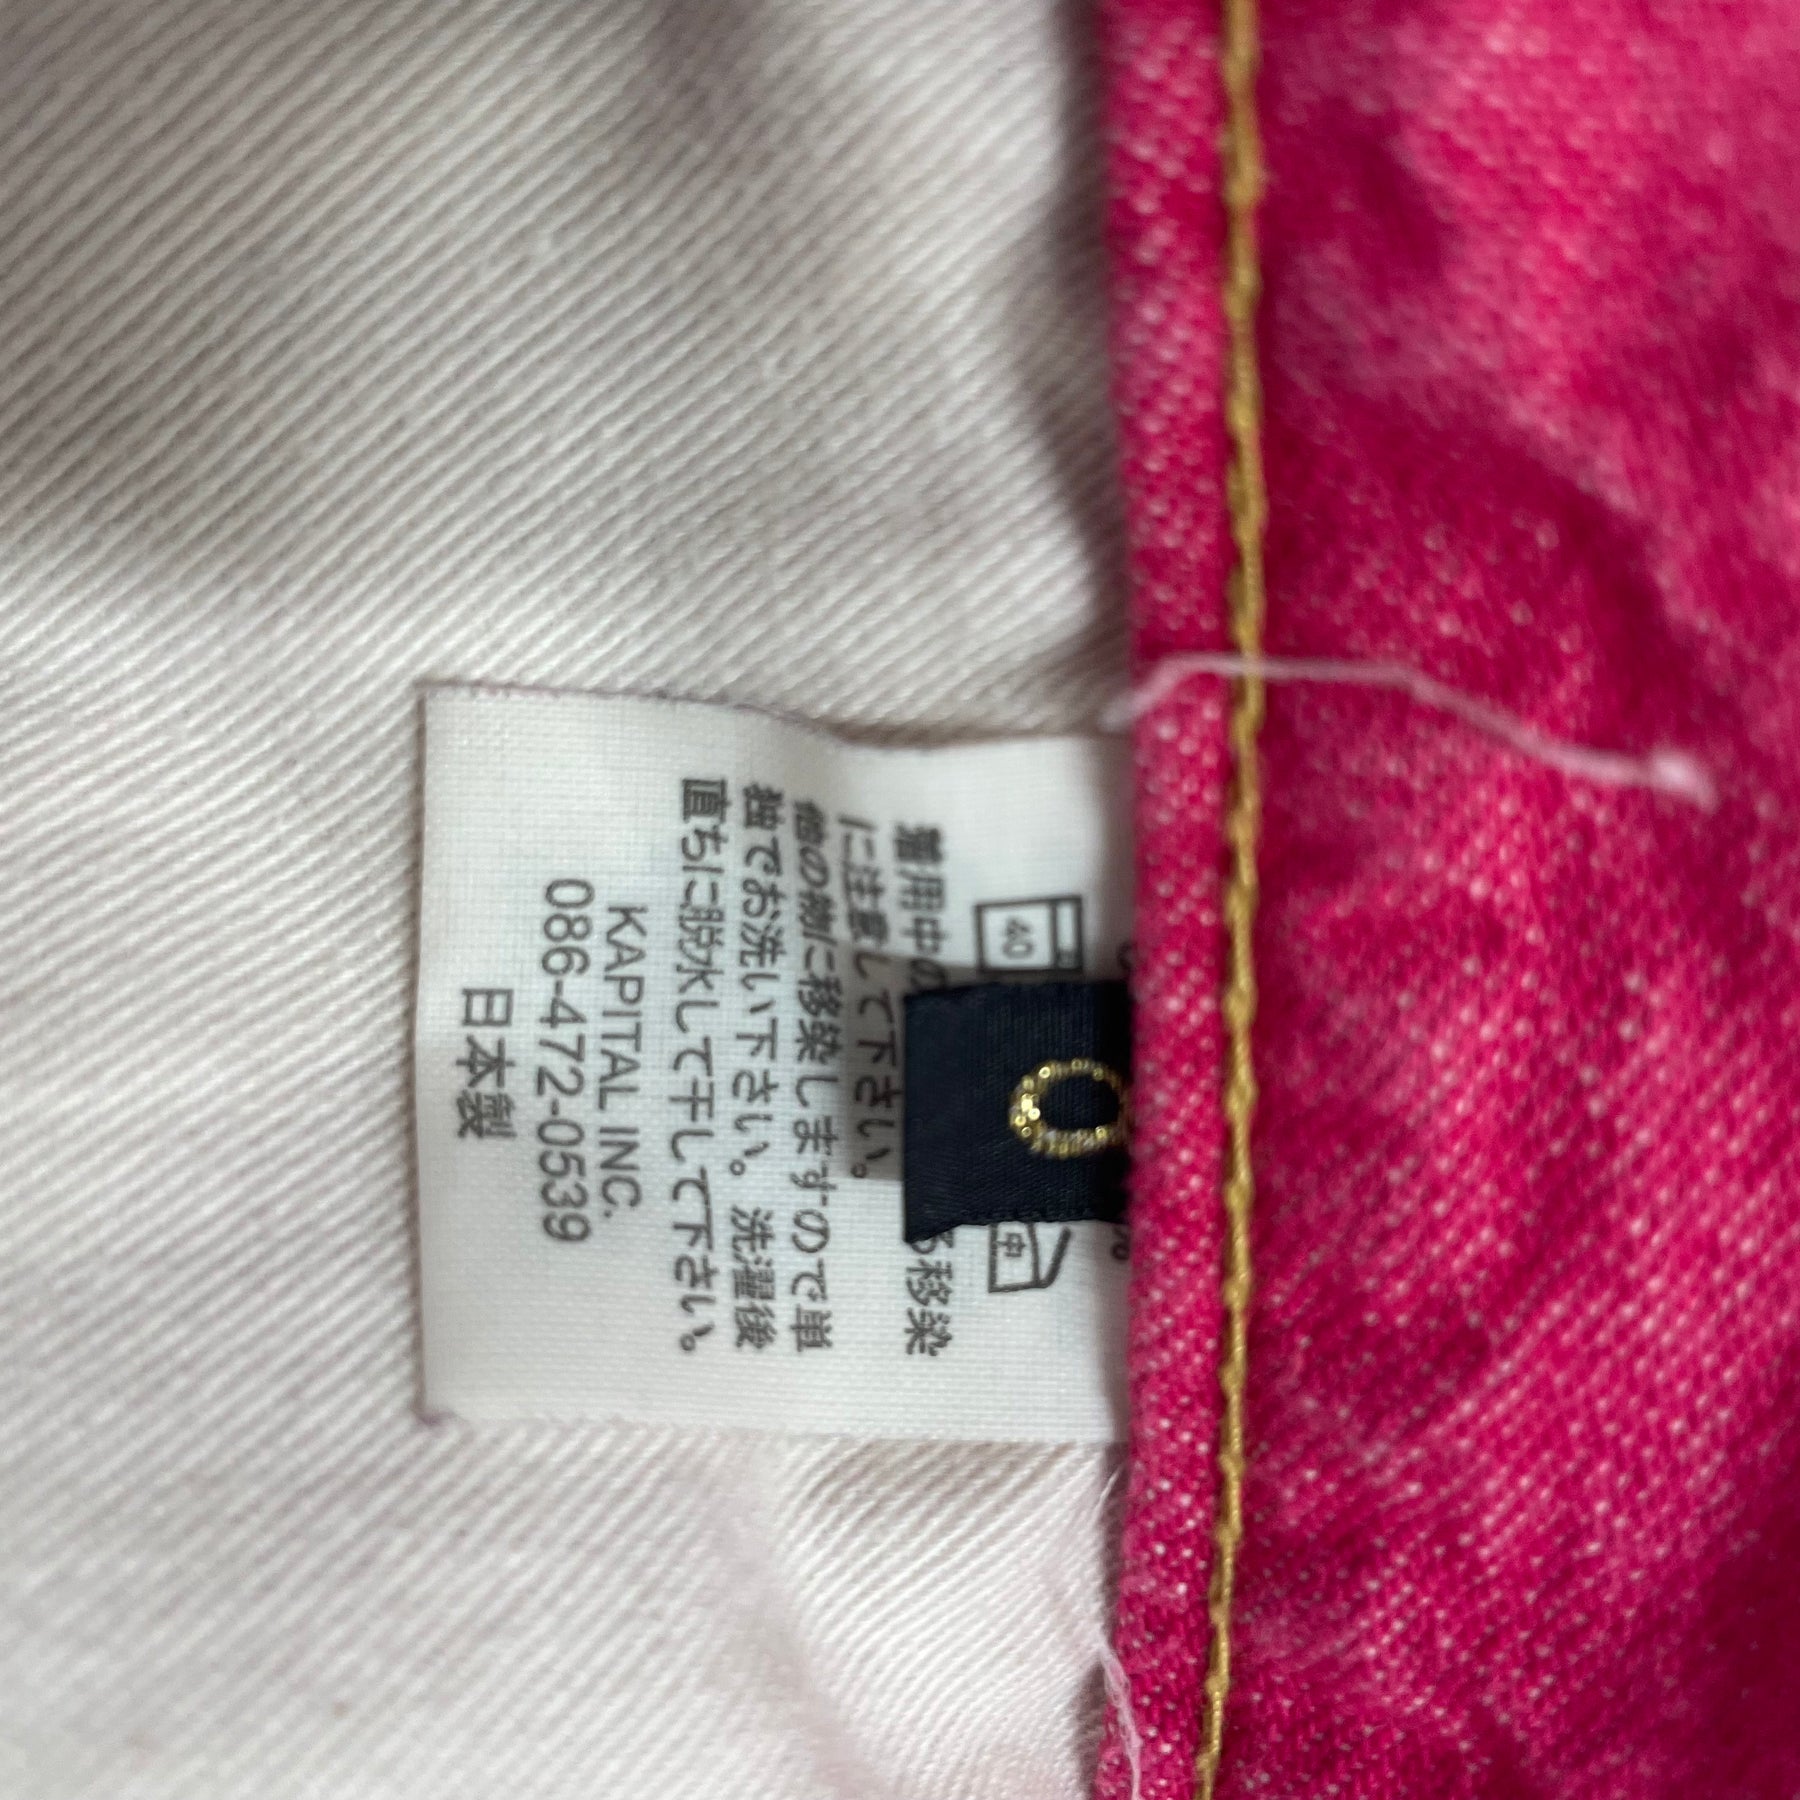 40
中
着用中の
る移染
に注意して下さい。
他の物に移染しますので単
独でお洗い下さい。洗濯後
直ちに脱水して干して下さい。
KAPITAL INC.
086-472-0539
日本製
0